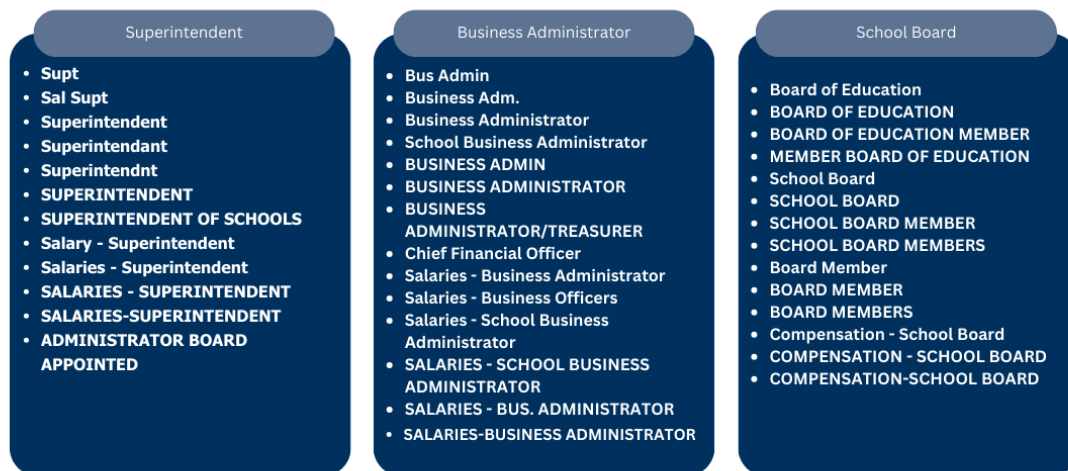 Superintendent
• Supt
• Sal Supt
• Superintendent
• Superintendant
• Superintendnt
• SUPERINTENDENT
• SUPERINTENDENT OF SCHOOLS
• Salary - Superintendent
• Salaries - Superintendent
• SALARIES - SUPERINTENDENT
• SALARIES-SUPERINTENDENT
• ADMINISTRATOR BOARD
APPOINTED
Business Administrator
• Bus Admin
• Business Adm.
• Business Administrator
• School Business Administrator
• BUSINESS ADMIN
• BUSINESS ADMINISTRATOR
• BUSINESS
ADMINISTRATOR/TREASURER
• Chief Financial Officer
• Salaries - Business Administrator
• Salaries - Business Officers
• Salaries - School Business
Administrator
• SALARIES - SCHOOL BUSINESS
ADMINISTRATOR
• SALARIES - BUS. ADMINISTRATOR
• SALARIES-BUSINESS ADMINISTRATOR
School Board
• Board of Education
• BOARD OF EDUCATION
• BOARD OF EDUCATION MEMBER
• MEMBER BOARD OF EDUCATION
• School Board
• SCHOOL BOARD
• SCHOOL BOARD MEMBER
• SCHOOL BOARD MEMBERS
• Board Member
• BOARD MEMBER
• BOARD MEMBERS
• Compensation - School Board
• COMPENSATION - SCHOOL BOARD
• COMPENSATION-SCHOOL BOARD